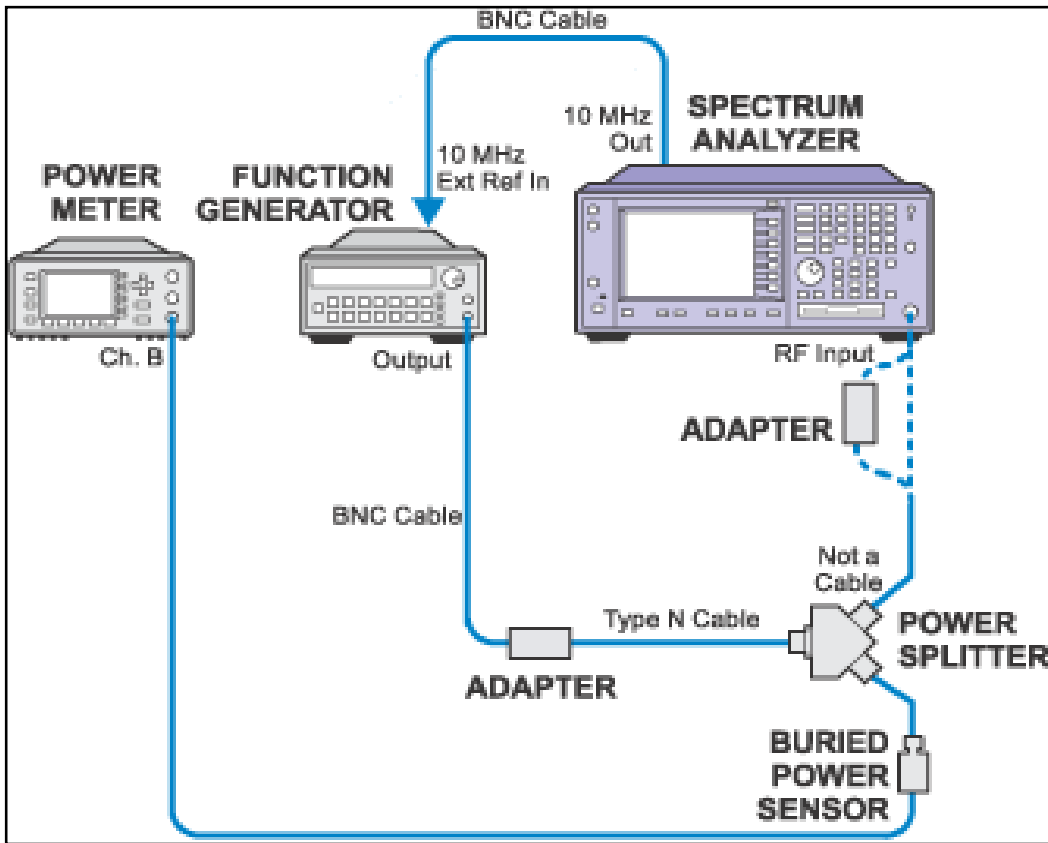 BNC Cable
10 MHz
Out
SPECTRUM
ANALYZER
10 MHz
Ext Ref In
POWER
METER
FUNCTION
GENERATOR
Ch. B
Output
RF Input
ADAPTER
BNC Cable
Not a
Cable
Type N Cable
POWER
SPLITTER
ADAPTER
BURIED
POWER
SENSOR